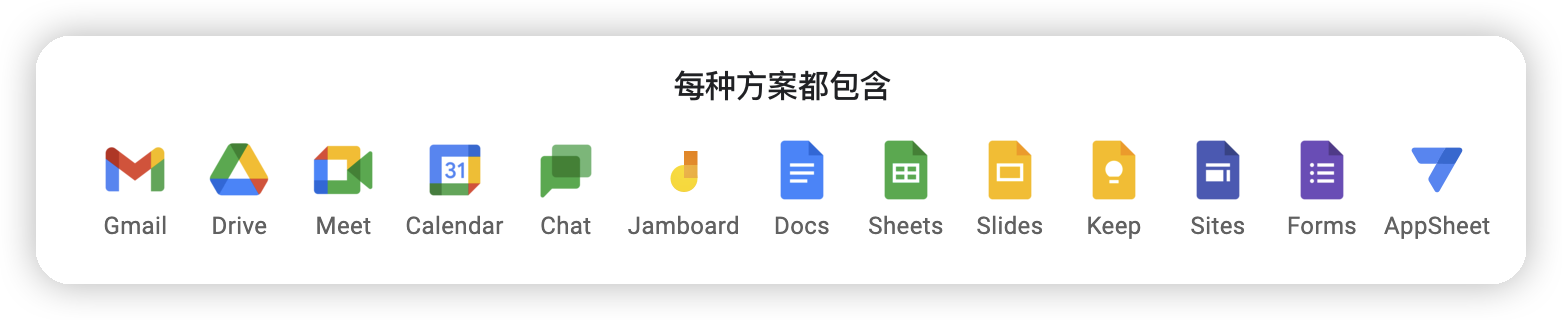 每种方案都包含
31
Gmail Drive Meet Calendar Chat Jamboard Docs Sheets Slides Keep Sites Forms AppSheet